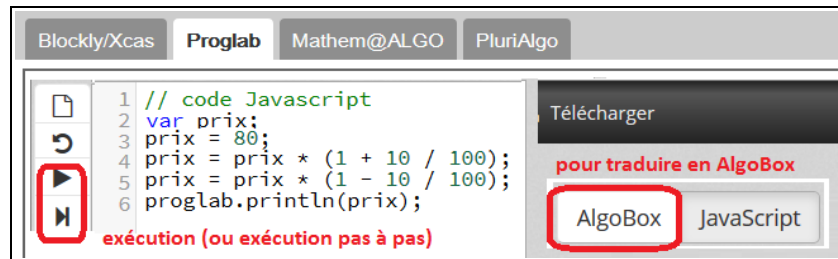 Blockly/Xcas Proglab Mathem@ALGO PluriAlgo
1 // code Javascript
2 var prix;
3 prix = 80;
4 prix = prix * (1 + 10 / 100);
5 prix = prix * (1 - 10 / 100);
6 proglab.println(prix);
exécution (ou exécution pas à pas)
Télécharger
pour traduire en AlgoBox
AlgoBox JavaScript